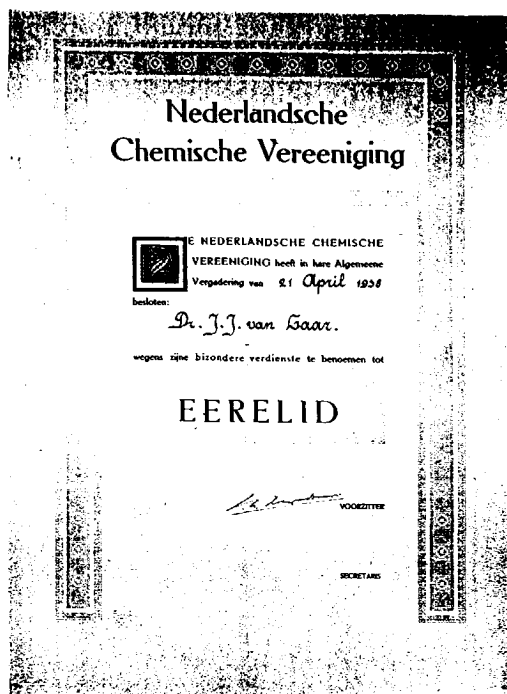 Nederlandsche
Chemische Vereeniging
E NEDERLANDSCHE CHEMISCHE
VEREENIGING heeft in hare Algemeene
Vergadering van 21 April 1938
besloten:
Dr. J.J. van Laar.
wegens zijne bizondere verdienste te benoemen tot
EERELID
VOORZITTER
SECRETARIS